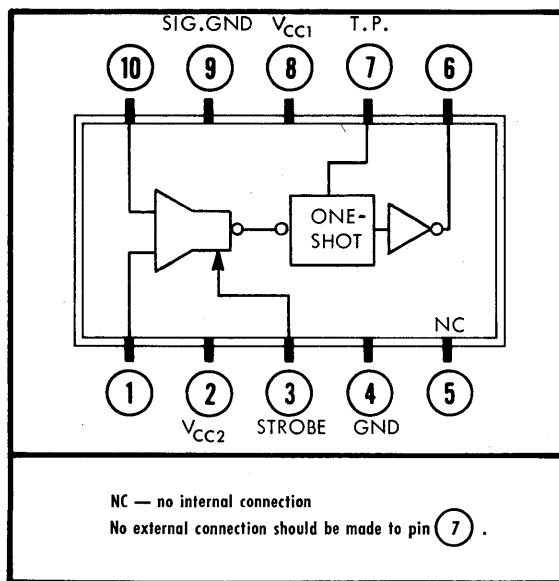 SIG.GND VCC1 T.P.
10 9 8 7 6
ONE-
SHOT
NC
1 2 3 4 5
VCC2 STROBE GND
NC — no internal connection
No external connection should be made to pin 7 .